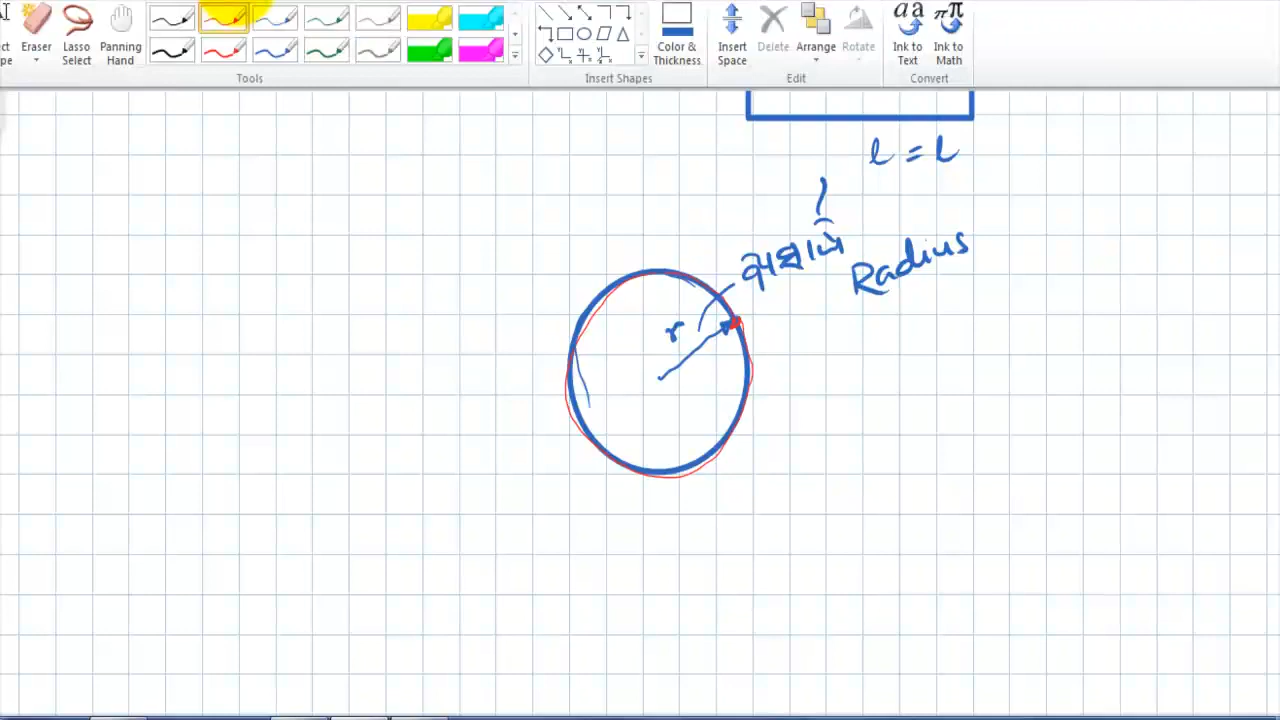 Eraser
Lasso Select
Panning Hand
Color & Thickness
Insert Space
Delete
Arrange
Rotate
Ink to Text
Ink to Math
Tools
Insert Shapes
Edit
Convert
l = l
Radius
r